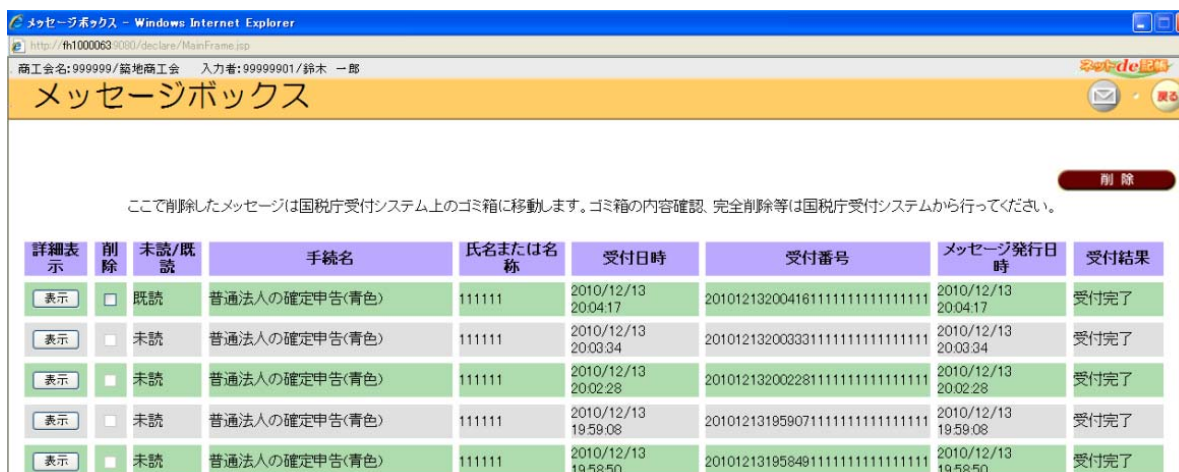 メッセージボックス - Windows Internet Explorer
http://fh1000063:9080/declare/MainFrame.jsp
商工会名:999999/築地商工会 入力者:99999901/鈴木 一郎
ネットde記帳
メッセージボックス
戻る
削除
ここで削除したメッセージは国税庁受付システム上のゴミ箱に移動します。ゴミ箱の内容確認、完全削除等は国税庁受付システムから行ってください。
詳細表示 削除 未読/既読 手続名 氏名または名称 受付日時 受付番号 メッセージ発行日時 受付結果
表示 既読 普通法人の確定申告(青色) 111111 2010/12/13 20:04:17 2010/12/13 20:04:17 受付完了
表示 未読 普通法人の確定申告(青色) 111111 2010/12/13 20:03:34 2010/12/13 20:03:34 受付完了
表示 未読 普通法人の確定申告(青色) 111111 2010/12/13 20:02:28 2010/12/13 20:02:28 受付完了
表示 未読 普通法人の確定申告(青色) 111111 2010/12/13 19:59:08 2010/12/13 19:59:08 受付完了
表示 未読 普通法人の確定申告(青色) 111111 2010/12/13 19:58:50 2010/12/13 19:58:50 受付完了